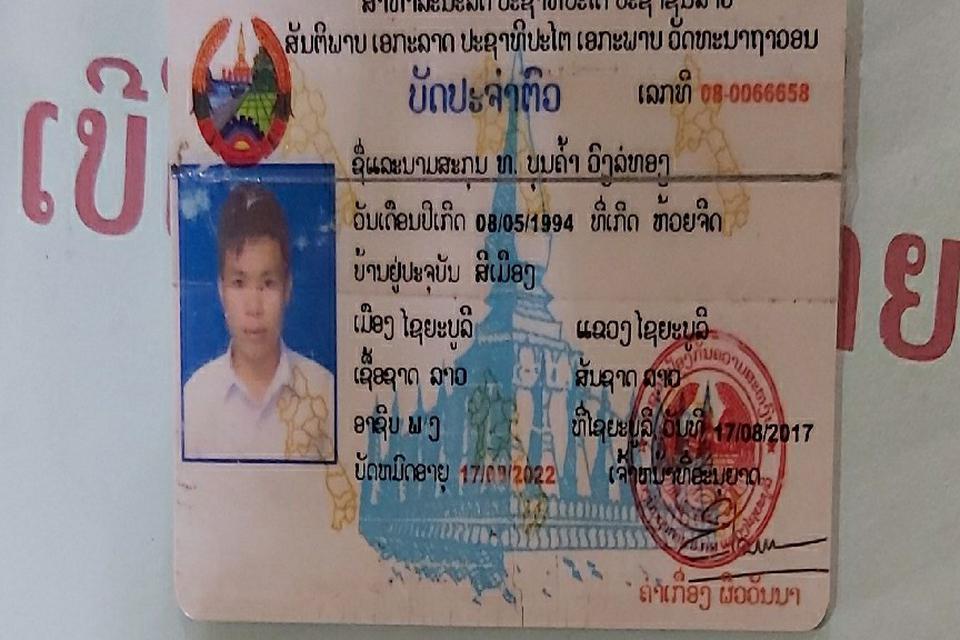 ສາທາລະນະລັດ ປະຊາທິປະໄຕ ປະຊາຊົນລາວ
ສັນຕິພາບ ເອກະລາດ ປະຊາທິປະໄຕ ເອກະພາບ ວັດທະນາຖາວອນ
ບັດປະຈຳຕົວ ເລກທີ 08-0066658
ຊື່ແລະນາມສະກຸນ ທ. ບຸນຄ້ຳ ວົງລໍທອງ
ວັນເດືອນປີເກີດ 08/05/1994 ທີ່ເກີດ ຫ້ວຍຈິດ
ບ້ານຢູ່ປະຈຸບັນ ສີເມືອງ
ເມືອງ ໄຊຍະບູລີ ແຂວງ ໄຊຍະບູລີ
ເຊື້ອຊາດ ລາວ ສັນຊາດ ລາວ
ອາຊີບ ພ ງ ທີ່ໄຊຍະບູລີ ວັນທີ 17/08/2017
ບັດໝົດອາຍຸ 17/08/2022 ເຈົ້າໜ້າທີ່ອະນຸຍາດ
ຄຳເກື່ອງ ຜິວວັນນາ